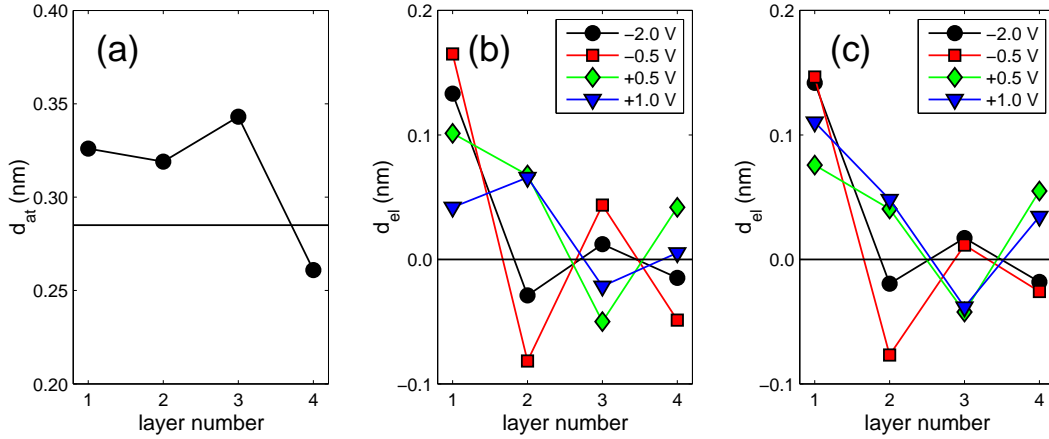 (a)
0.40
0.35
0.30
0.25
0.20
d_at (nm)
1 2 3 4
layer number
(b)
−2.0 V
−0.5 V
+0.5 V
+1.0 V
0.2
0.1
0.0
−0.1
d_el (nm)
1 2 3 4
layer number
(c)
−2.0 V
−0.5 V
+0.5 V
+1.0 V
0.2
0.1
0.0
−0.1
d_el (nm)
1 2 3 4
layer number